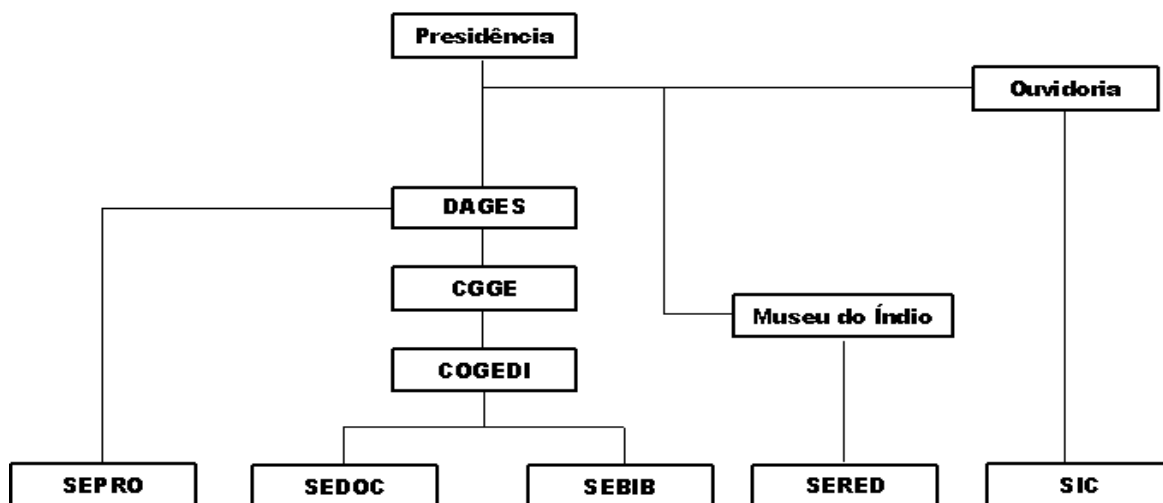 Presidência
Ouvidoria
DAGES
CGGE
Museu do Índio
COGEDI
SEPRO
SEDOC
SEBIB
SERED
SIC